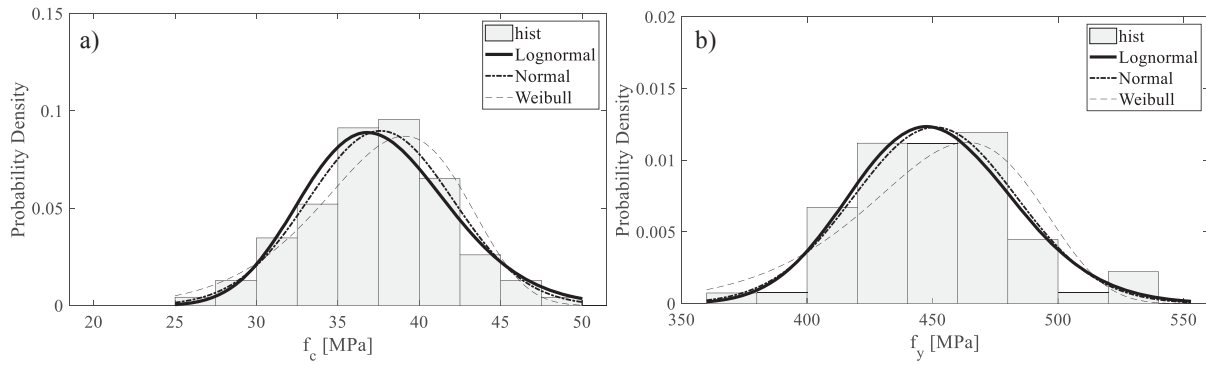 a)
0.15
0.1
0.05
0
Probability Density
20 25 30 35 40 45 50
f_c [MPa]
hist
Lognormal
Normal
Weibull
b)
0.02
0.015
0.01
0.005
0
Probability Density
350 400 450 500 550
f_y [MPa]
hist
Lognormal
Normal
Weibull